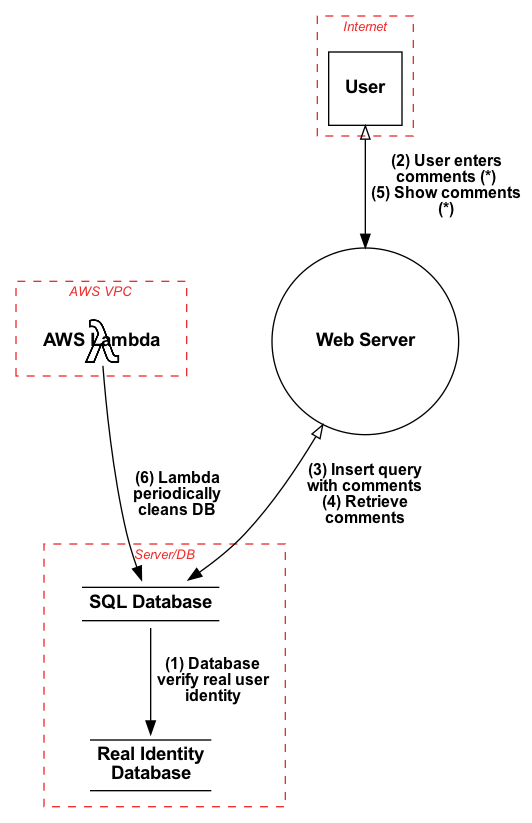 Internet
User
(2) User enters
comments (*)
(5) Show comments
(*)
AWS VPC
AWS Lambda
Web Server
(6) Lambda
periodically
cleans DB
(3) Insert query
with comments
(4) Retrieve
comments
Server/DB
SQL Database
(1) Database
verify real user
identity
Real Identity
Database